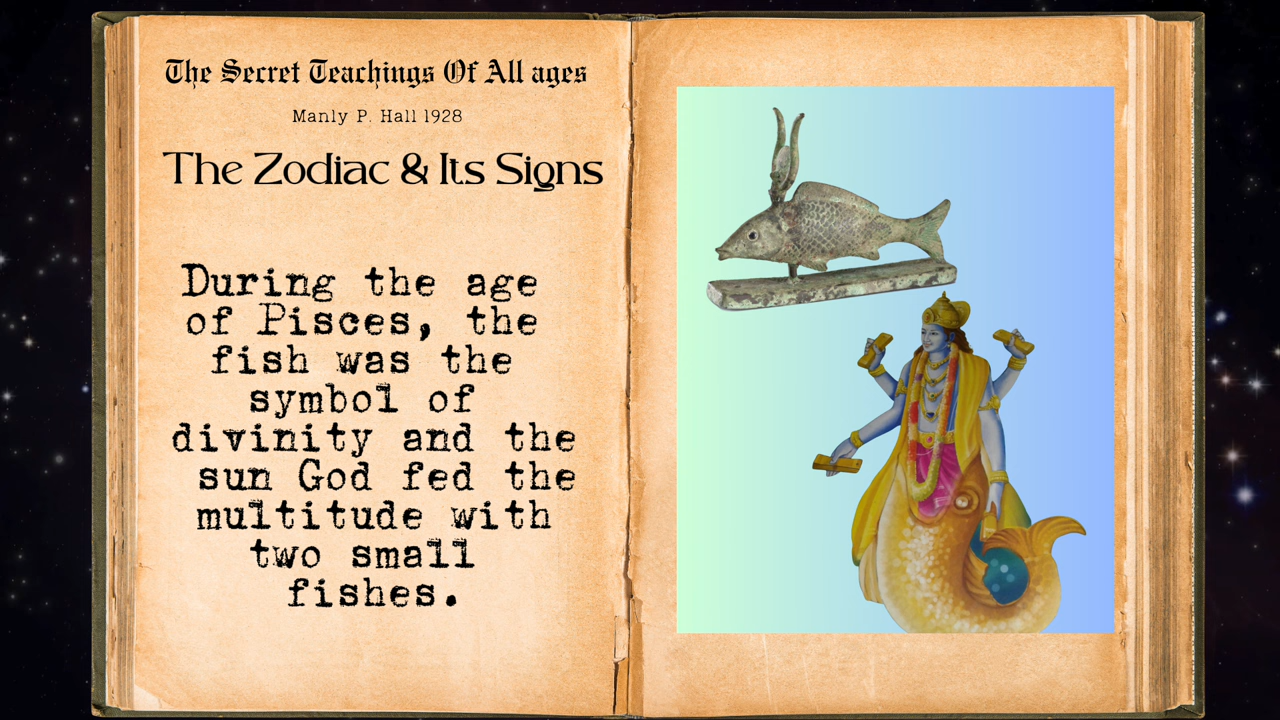 The Secret Teachings Of All ages
Manly P. Hall 1928
The Zodiac & Its Signs
During the age
of Pisces, the
fish was the
symbol of
divinity and the
sun God fed the
multitude with
two small
fishes.